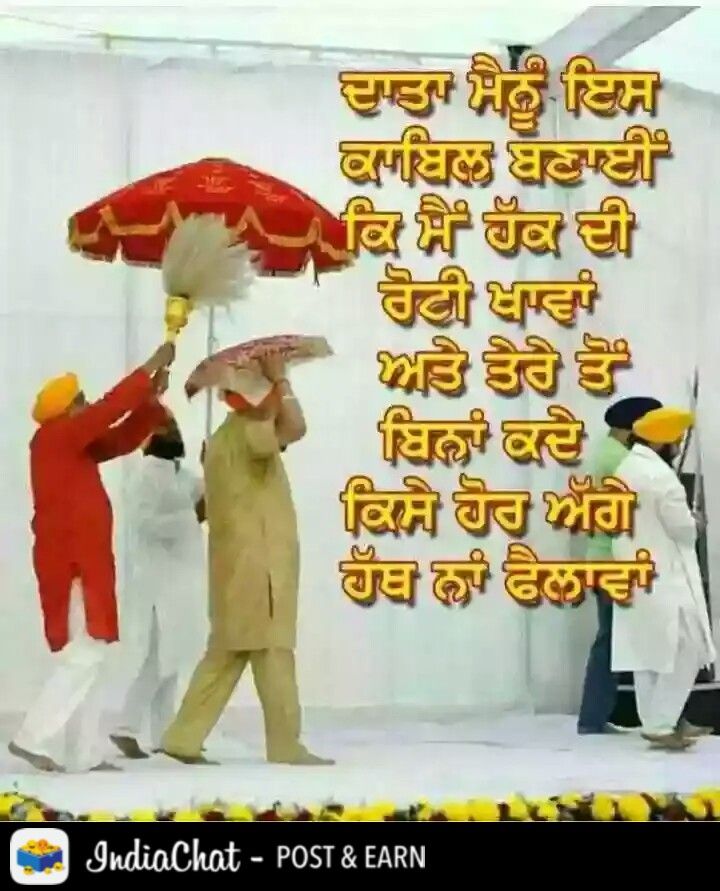 ਦਾਤਾ ਮੈਨੂੰ ਇਸ
ਕਾਬਿਲ ਬਣਾਈਂ
ਕਿ ਮੈਂ ਹੱਕ ਦੀ
ਰੋਟੀ ਖਾਵਾਂ
ਅਤੇ ਤੇਰੇ ਤੋਂ
ਬਿਨਾਂ ਕਦੇ
ਕਿਸੇ ਹੋਰ ਅੱਗੇ
ਹੱਥ ਨਾਂ ਫੈਲਾਵਾਂ
IndiaChat - POST & EARN